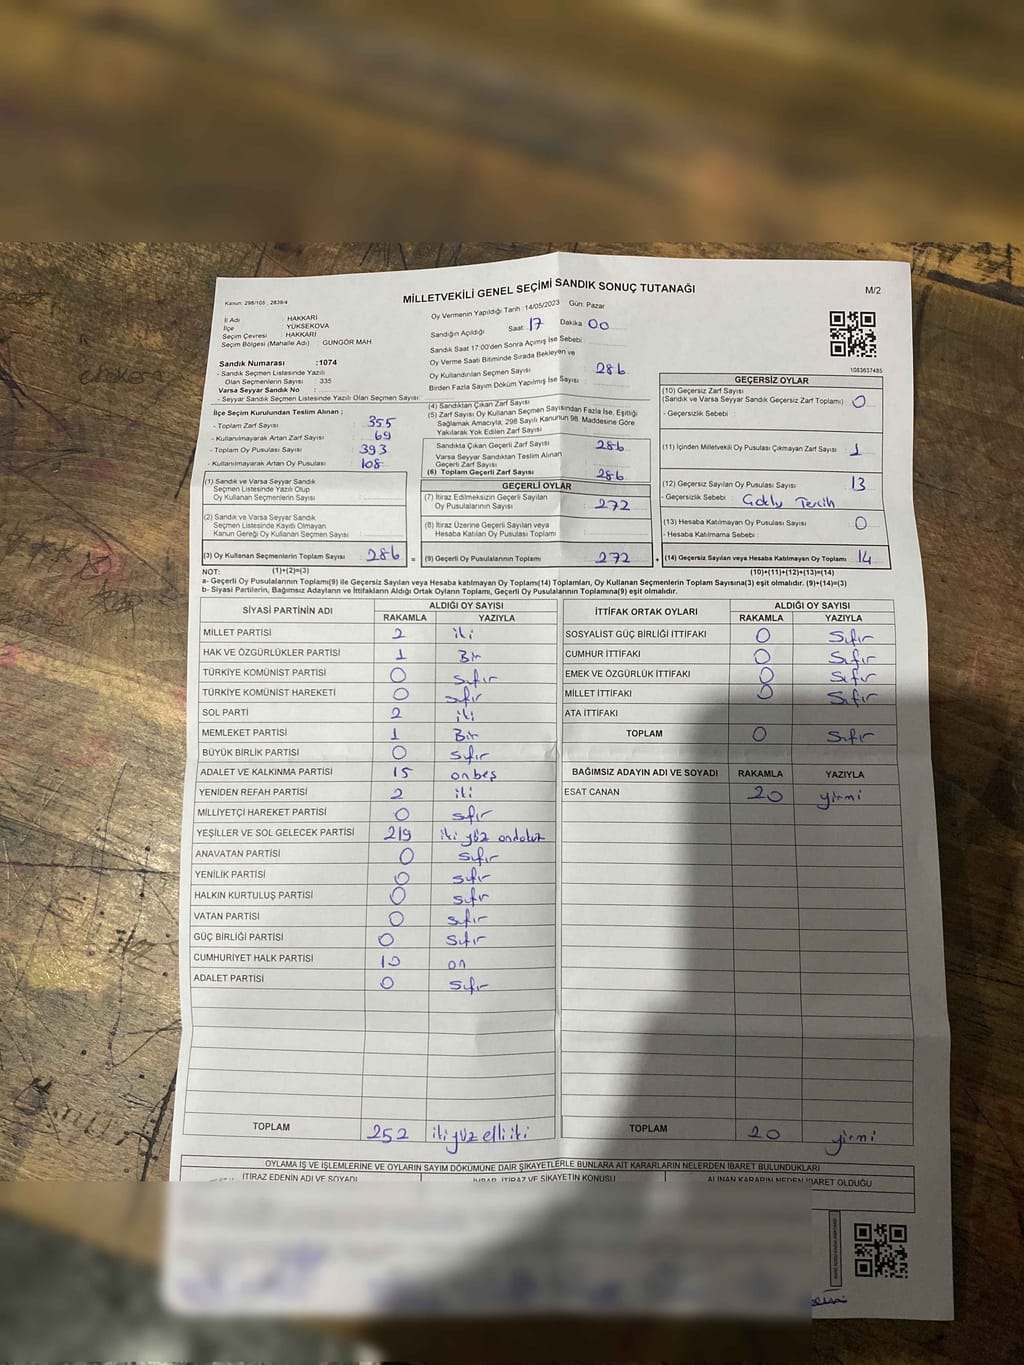 MİLLETVEKİLİ GENEL SEÇİMİ SANDIK SONUÇ TUTANAĞI
M/2
Kanun: 298/105 , 2839/4
İl Adı : HAKKARİ
İlçe : YÜKSEKOVA
Seçim Çevresi : HAKKARİ
Seçim Bölgesi (Mahalle Adı) : GÜNGÖR MAH
Oy Vermenin Yapıldığı Tarih :14/05/2023 Gün: Pazar
Sandığın Açıldığı Saat: 17 Dakika 00
Sandık Saat 17:00'den Sonra Açılmış İse Sebebi :
Sandık Numarası :1074
- Sandık Seçmen Listesinde Yazılı
Olan Seçmenlerin Sayısı : 335
Varsa Seyyar Sandık No :
- Seyyar Sandık Seçmen Listesinde Yazılı Olan Seçmen Sayısı:
Oy Verme Saati Bitiminde Sırada Bekleyen ve
Oy Kullandırılan Seçmen Sayısı 286
Birden Fazla Sayım Döküm Yapılmış İse Sayısı :
1083637485
İlçe Seçim Kurulundan Teslim Alınan ;
- Toplam Zarf Sayısı : 355
- Kullanılmayarak Artan Zarf Sayısı : 69
- Toplam Oy Pusulası Sayısı : 393
- Kullanılmayarak Artan Oy Pusulası : 108
(1) Sandık ve Varsa Seyyar Sandık
Seçmen Listesinde Yazılı Olup
Oy Kullanan Seçmenlerin Sayısı
(2) Sandık ve Varsa Seyyar Sandık
Seçmen Listesinde Kayıtlı Olmayan
Kanun Gereği Oy Kullanan Seçmen Sayısı
(3) Oy Kullanan Seçmenlerin Toplam Sayısı 286 =
(4) Sandıktan Çıkan Zarf Sayısı
(5) Zarf Sayısı Oy Kullanan Seçmen Sayısından Fazla İse, Eşitliği
Sağlamak Amacıyla; 298 Sayılı Kanunun 98. Maddesine Göre
Yakılarak Yok Edilen Zarf Sayısı
Sandıkta Çıkan Geçerli Zarf Sayısı 286
Varsa Seyyar Sandıktan Teslim Alınan
Geçerli Zarf Sayısı
(6) Toplam Geçerli Zarf Sayısı 286
GEÇERLİ OYLAR
(7) İtiraz Edilmeksizin Geçerli Sayılan
Oy Pusulalarının Sayısı 272
(8) İtiraz Üzerine Geçerli Sayılan veya
Hesaba Katılan Oy Pusulası Toplamı
(9) Geçerli Oy Pusulalarının Toplamı 272 +
GEÇERSİZ OYLAR
(10) Geçersiz Zarf Sayısı
(Sandık ve Varsa Seyyar Sandık Geçersiz Zarf Toplamı) 0
- Geçersizlik Sebebi :
(11) İçinden Milletvekili Oy Pusulası Çıkmayan Zarf Sayısı 1
(12) Geçersiz Sayılan Oy Pusulası Sayısı 13
- Geçersizlik Sebebi : Tercih
(13) Hesaba Katılmayan Oy Pusulası Sayısı 0
- Hesaba Katılmama Sebebi :
(14) Geçersiz Sayılan veya Hesaba Katılmayan Oy Toplamı 14
NOT: (1)+(2)=(3) (10)+(11)+(12)+(13)=(14)
a- Geçerli Oy Pusulalarının Toplamı(9) ile Geçersiz Sayılan veya Hesaba katılmayan Oy Toplamı(14) Toplamları, Oy Kullanan Seçmenlerin Toplam Sayısına(3) eşit olmalıdır. (9)+(14)=(3)
b- Siyasi Partilerin, Bağımsız Adayların ve İttifakların Aldığı Oyların Toplamı, Geçerli Oy Pusulalarının Toplamına(9) eşit olmalıdır.
SİYASİ PARTİNİN ADI ALDIĞI OY SAYISI
RAKAMLA YAZIYLA
MİLLET PARTİSİ 2 iki
HAK VE ÖZGÜRLÜKLER PARTİSİ 1 Bir
TÜRKİYE KOMÜNİST PARTİSİ 0 sıfır
TÜRKİYE KOMÜNİST HAREKETİ 0 sıfır
SOL PARTİ 2 iki
MEMLEKET PARTİSİ 1 Bir
BÜYÜK BİRLİK PARTİSİ 0 sıfır
ADALET VE KALKINMA PARTİSİ 15 onbeş
YENİDEN REFAH PARTİSİ 2 iki
MİLLİYETÇİ HAREKET PARTİSİ 0 sıfır
YEŞİLLER VE SOL GELECEK PARTİSİ 219 iki yüz ondokuz
ANAVATAN PARTİSİ 0 sıfır
YENİLİK PARTİSİ 0 sıfır
HALKIN KURTULUŞ PARTİSİ 0 sıfır
VATAN PARTİSİ 0 sıfır
GÜÇ BİRLİĞİ PARTİSİ 0 sıfır
CUMHURİYET HALK PARTİSİ 10 on
ADALET PARTİSİ 0 sıfır
TOPLAM 252 ikiyüz elli iki
İTTİFAK ORTAK OYLARI ALDIĞI OY SAYISI
RAKAMLA YAZIYLA
SOSYALİST GÜÇ BİRLİĞİ İTTİFAKI 0 Sıfır
CUMHUR İTTİFAKI 0 Sıfır
EMEK VE ÖZGÜRLÜK İTTİFAKI 0 Sıfır
MİLLET İTTİFAKI 0 Sıfır
ATA İTTİFAKI
TOPLAM 0 Sıfır
BAĞIMSIZ ADAYIN ADI VE SOYADI RAKAMLA YAZIYLA
ESAT CANAN 20 yirmi
TOPLAM 20 yirmi
OYLAMA İŞ VE İŞLEMLERİNE VE OYLARIN SAYIM DÖKÜMÜNE DAİR ŞİKAYETLERLE BUNLARA AİT KARARLARIN NELERDEN İBARET BULUNDUKLARI
İTİRAZ EDENİN ADI VE SOYADI İHBAR, İTİRAZ VE ŞİKAYETİN KONUSU ALINAN KARARIN NEDEN İBARET OLDUĞU